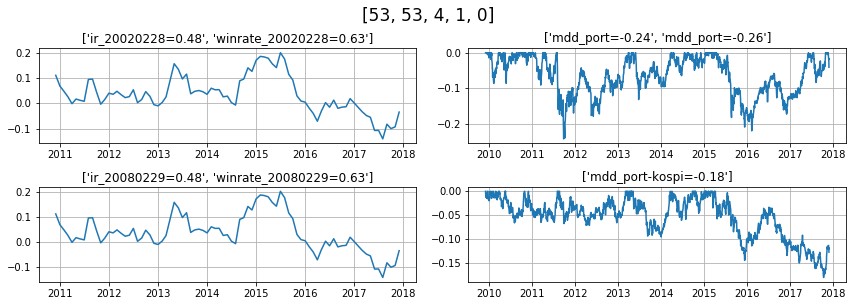 [53, 53, 4, 1, 0]
['ir_20020228=0.48', 'winrate_20020228=0.63']
0.2
0.1
0.0
−0.1
2011 2012 2013 2014 2015 2016 2017 2018
['mdd_port=-0.24', 'mdd_port=-0.26']
0.0
−0.1
−0.2
2010 2011 2012 2013 2014 2015 2016 2017 2018
['ir_20080229=0.48', 'winrate_20080229=0.63']
0.2
0.1
0.0
−0.1
2011 2012 2013 2014 2015 2016 2017 2018
['mdd_port-kospi=-0.18']
0.00
−0.05
−0.10
−0.15
2010 2011 2012 2013 2014 2015 2016 2017 2018